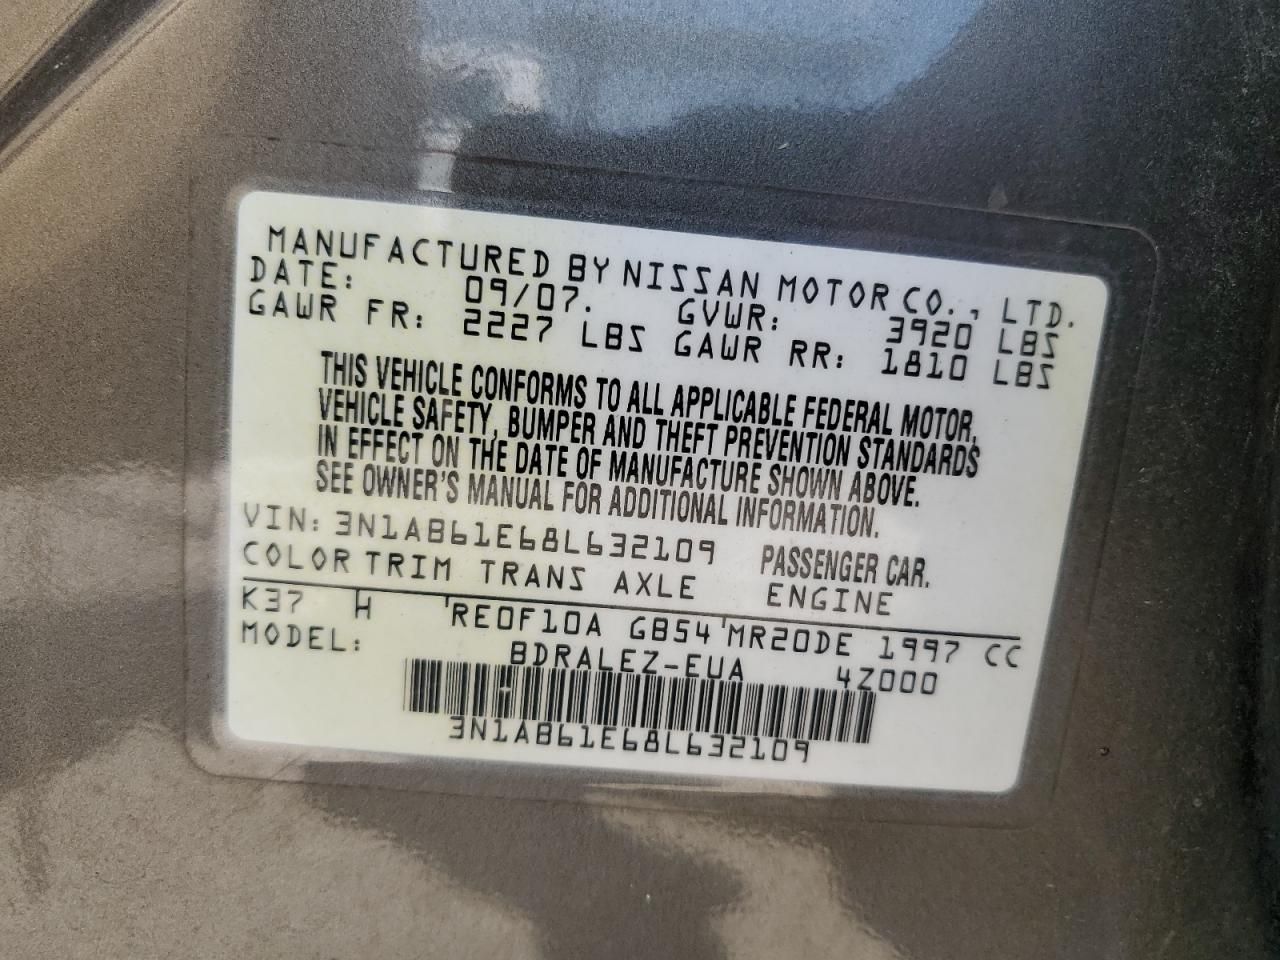 MANUFACTURED BY NISSAN MOTOR CO., LTD.
DATE: 09/07. GVWR: 3920 LBS
GAWR FR: 2227 LBS GAWR RR: 1810 LBS
THIS VEHICLE CONFORMS TO ALL APPLICABLE FEDERAL MOTOR,
VEHICLE SAFETY, BUMPER AND THEFT PREVENTION STANDARDS
IN EFFECT ON THE DATE OF MANUFACTURE SHOWN ABOVE.
SEE OWNER'S MANUAL FOR ADDITIONAL INFORMATION.
VIN: 3N1AB61E68L632109 PASSENGER CAR.
COLOR TRIM TRANS AXLE ENGINE
K37 H 'RE0F10A GB54'MR20DE 1997 CC
MODEL: BDRALEZ-EUA 4Z000
3N1AB61E68L632109